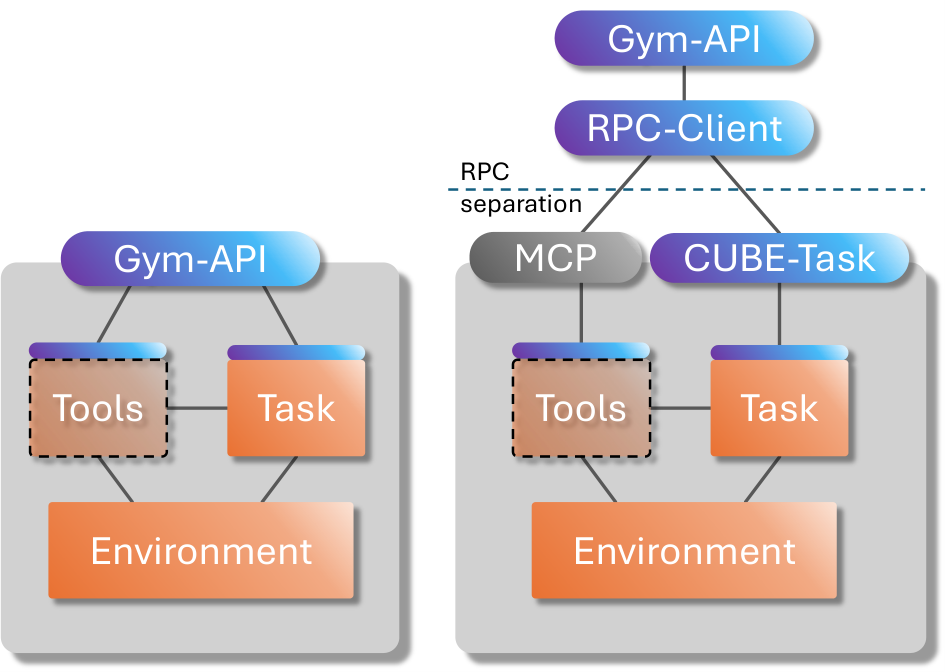 Gym-API
Tools
Task
Environment
Gym-API
RPC-Client
RPC
separation
MCP
CUBE-Task
Tools
Task
Environment